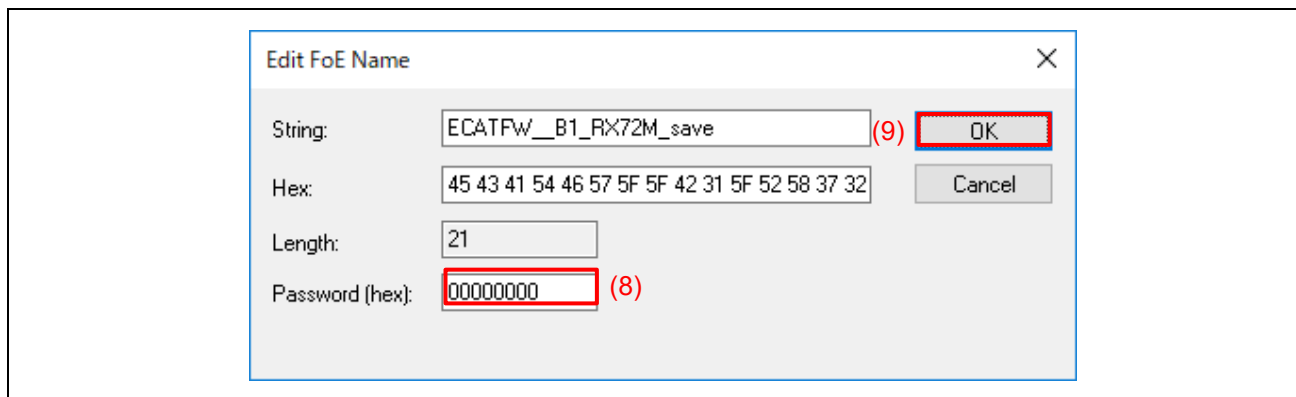 Edit FoE Name
String: ECATFW__B1_RX72M_save (9) OK
Hex: 45 43 41 54 46 57 5F 5F 42 31 5F 52 58 37 32 Cancel
Length: 21
Password (hex): 00000000 (8)